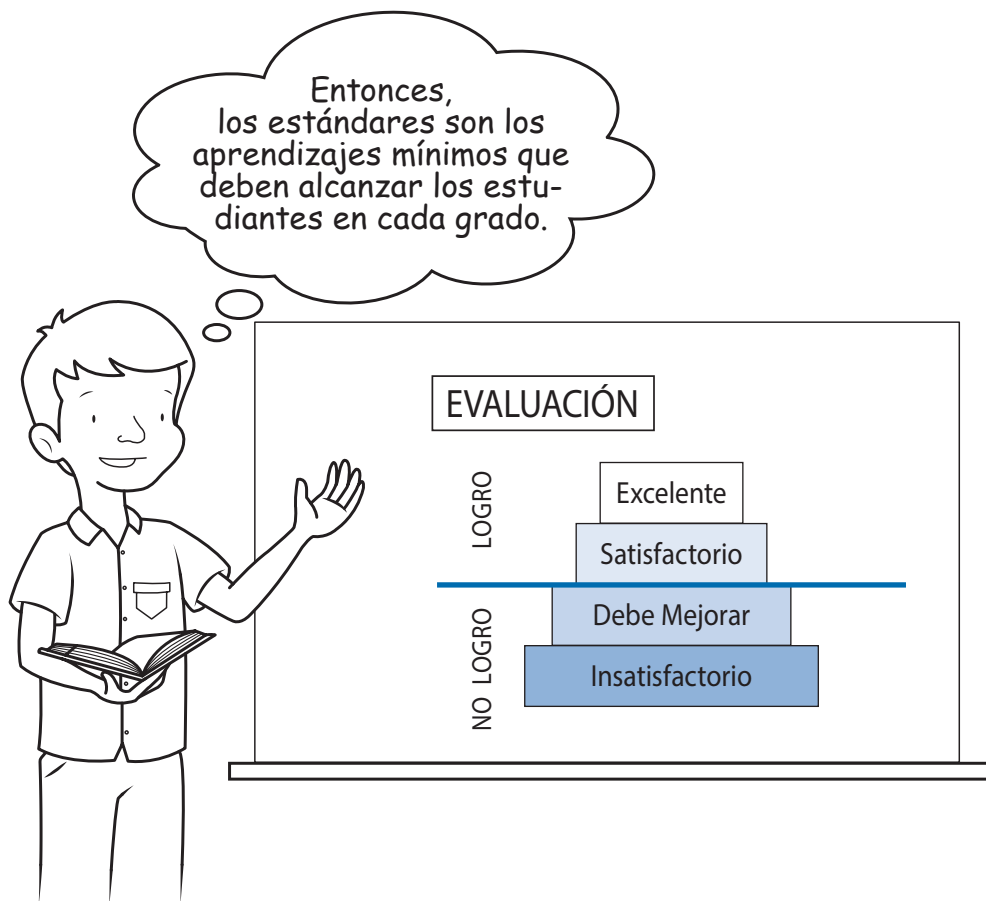 Entonces,
los estándares son los
aprendizajes mínimos que
deben alcanzar los estu-
diantes en cada grado.
EVALUACIÓN
LOGRO
Excelente
Satisfactorio
NO LOGRO
Debe Mejorar
Insatisfactorio